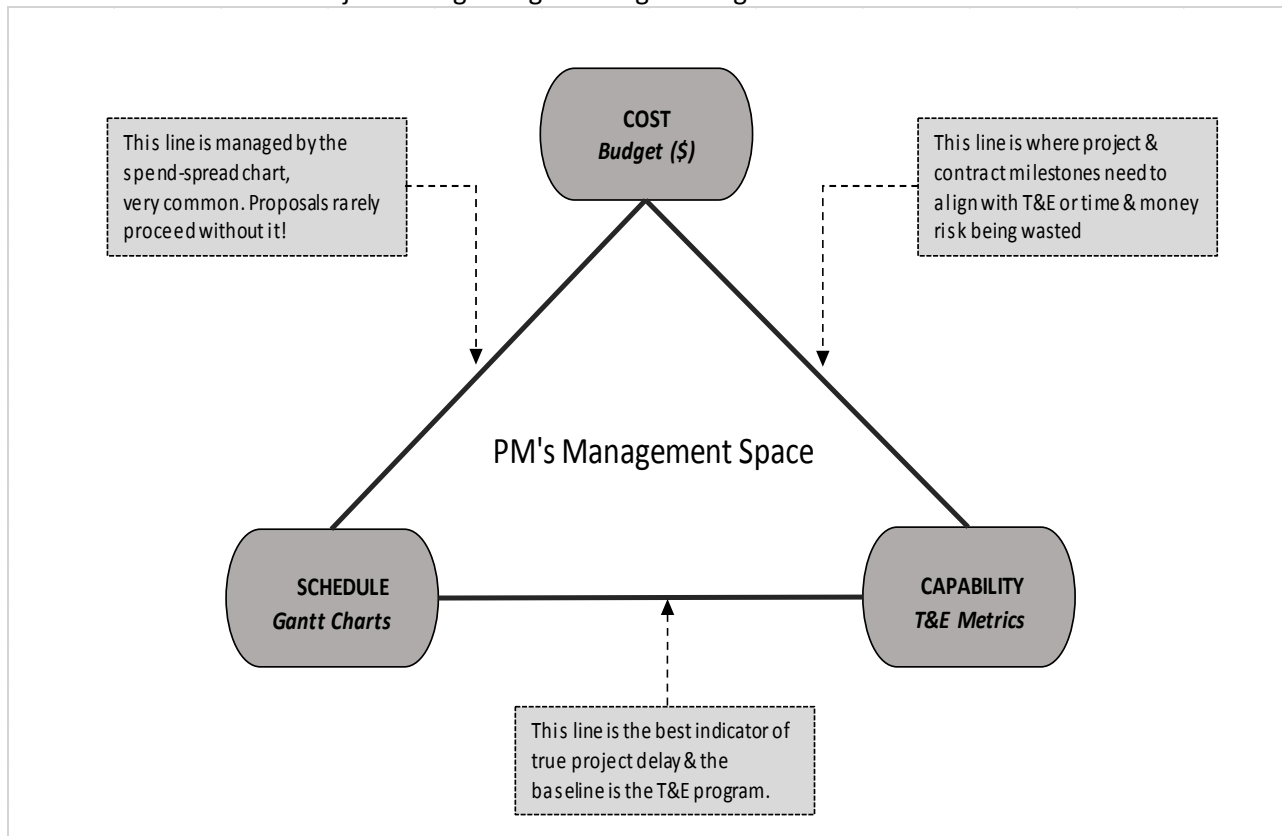 COST
Budget ($)
This line is managed by the
spend-spread chart,
very common. Proposals rarely
proceed without it!
This line is where project &
contract milestones need to
align with T&E or time & money
risk being wasted
PM's Management Space
SCHEDULE
Gantt Charts
CAPABILITY
T&E Metrics
This line is the best indicator of
true project delay & the
baseline is the T&E program.